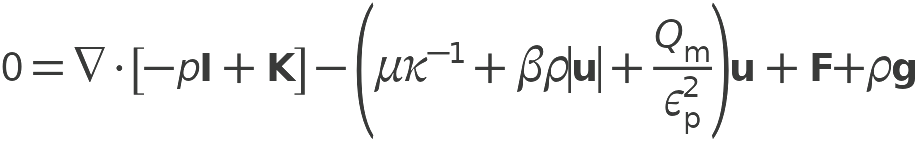 0 = ∇ · [−pI + K] − (μκ⁻¹ + βρ|u| + Qₘ/ϵₚ²)u + F + ρg